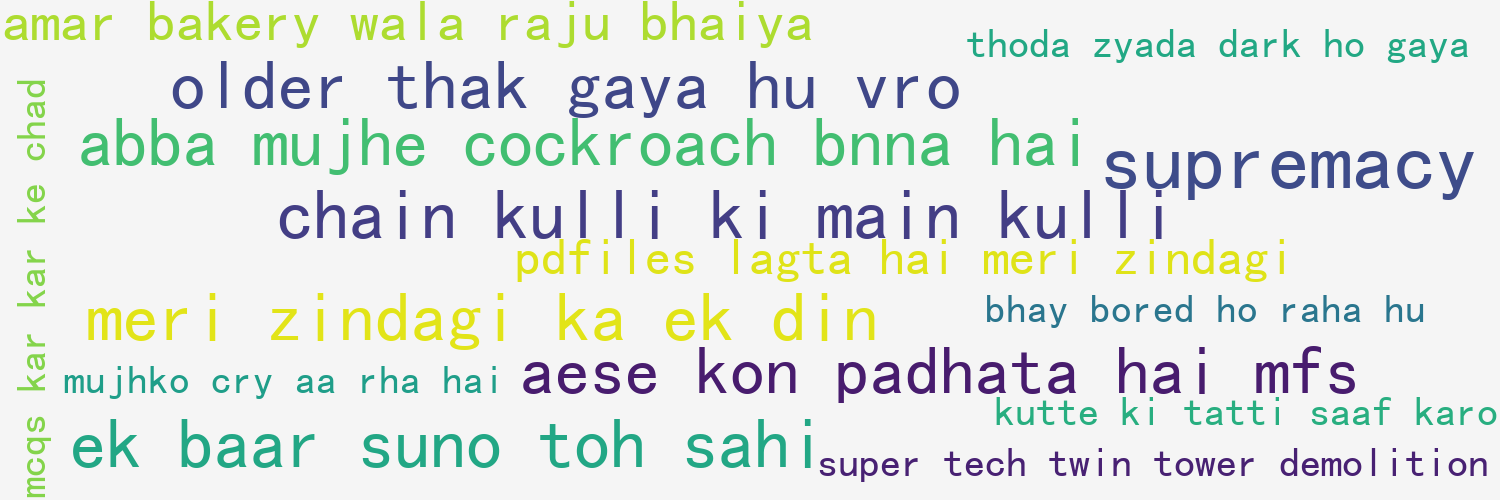 amar bakery wala raju bhaiya
thoda zyada dark ho gaya
older thak gaya hu vro
abba mujhe cockroach bnna hai
supremacy
chain kulli ki main kulli
pdfiles lagta hai meri zindagi
meri zindagi ka ek din
bhay bored ho raha hu
mujhko cry aa rha hai
aese kon padhata hai mfs
kutte ki tatti saaf karo
ek baar suno toh sahi
super tech twin tower demolition
mcqs kar kar kar ke chad